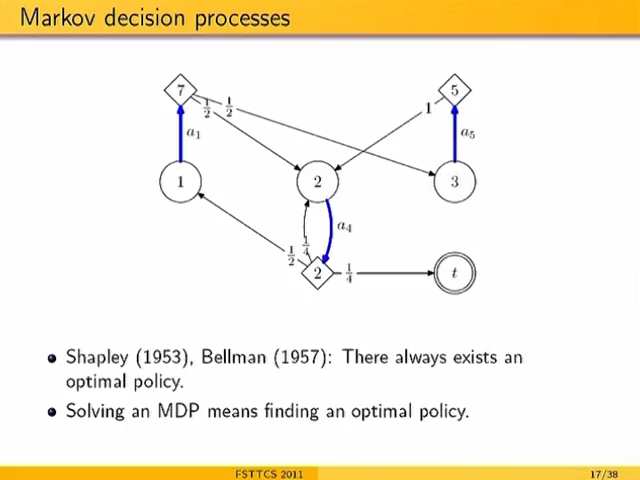 Markov decision processes
7
5
1/2
1/2
1
a1
a5
1
2
3
a4
1/4
1/2
2
1/4
t
Shapley (1953), Bellman (1957): There always exists an
optimal policy.
Solving an MDP means finding an optimal policy.
FSTTCS 2011
17/38